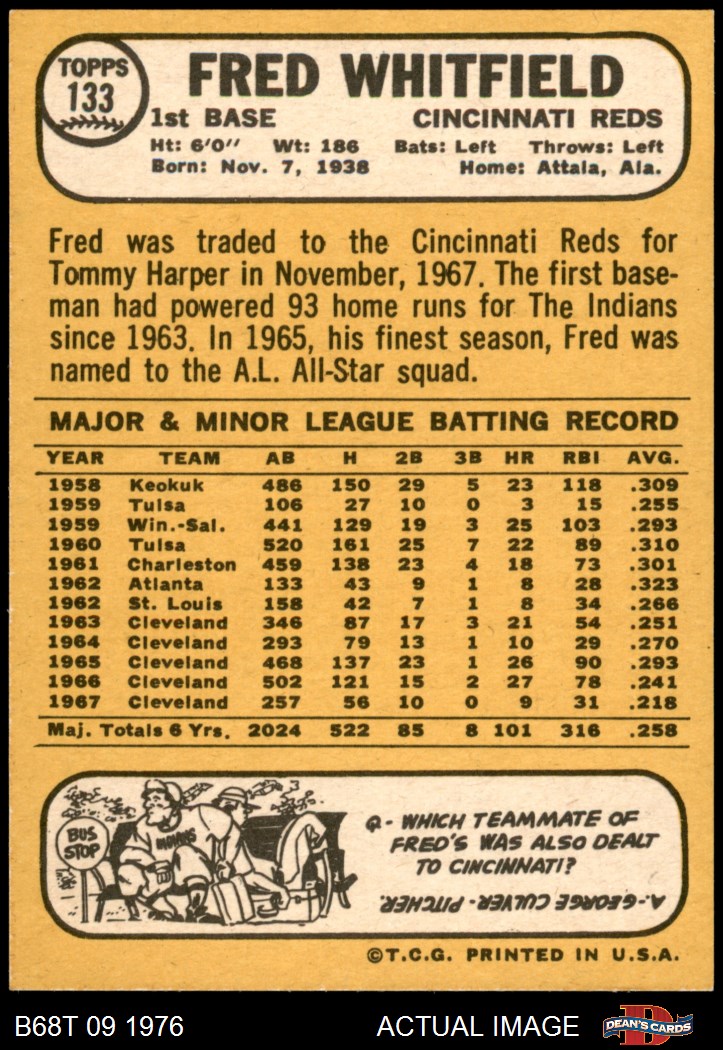 TOPPS
133
FRED WHITFIELD
1st BASE CINCINNATI REDS
Ht: 6'0" Wt: 186 Bats: Left Throws: Left
Born: Nov. 7, 1938 Home: Attala, Ala.
Fred was traded to the Cincinnati Reds for
Tommy Harper in November, 1967. The first base-
man had powered 93 home runs for The Indians
since 1963. In 1965, his finest season, Fred was
named to the A.L. All-Star squad.
MAJOR & MINOR LEAGUE BATTING RECORD
YEAR TEAM AB H 2B 3B HR RBI AVG.
1958 Keokuk 486 150 29 5 23 118 .309
1959 Tulsa 106 27 10 0 3 15 .255
1959 Win.-Sal. 441 129 19 3 25 103 .293
1960 Tulsa 520 161 25 7 22 89 .310
1961 Charleston 459 138 23 4 18 73 .301
1962 Atlanta 133 43 9 1 8 28 .323
1962 St. Louis 158 42 7 1 8 34 .266
1963 Cleveland 346 87 17 3 21 54 .251
1964 Cleveland 293 79 13 1 10 29 .270
1965 Cleveland 468 137 23 1 26 90 .293
1966 Cleveland 502 121 15 2 27 78 .241
1967 Cleveland 257 56 10 0 9 31 .218
Maj. Totals 6 Yrs. 2024 522 85 8 101 316 .258
BUS
STOP
INDIANS
Q - WHICH TEAMMATE OF
FRED'S WAS ALSO DEALT
TO CINCINNATI?
A-GEORGE CULVER-PITCHER.
©T.C.G. PRINTED IN U.S.A.
B68T 09 1976 ACTUAL IMAGE
D
DEAN'S CARDS